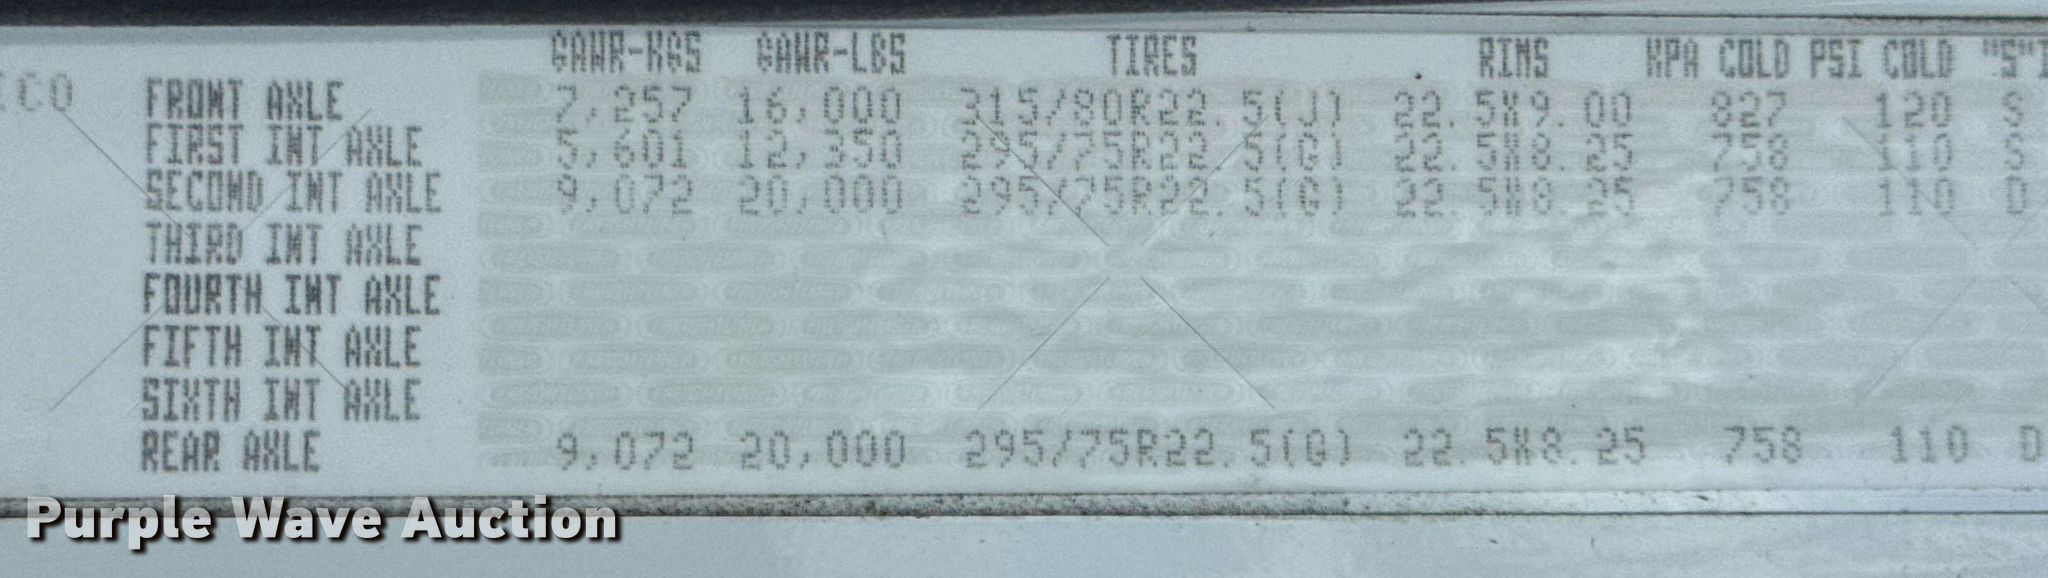 GAWR-KGS GAWR-LBS TIRES RIMS KPA COLD PSI COLD "S"
ICO FRONT AXLE 7,257 16,000 315/80R22.5(J) 22.5X9.00 827 120 S
FIRST INT AXLE 5,601 12,350 295/75R22.5(G) 22.5X8.25 758 110 S
SECOND INT AXLE 9,072 20,000 295/75R22.5(G) 22.5X8.25 758 110 D
THIRD INT AXLE
FOURTH INT AXLE
FIFTH INT AXLE
SIXTH INT AXLE
REAR AXLE 9,072 20,000 295/75R22.5(G) 22.5X8.25 758 110 D
Purple Wave Auction